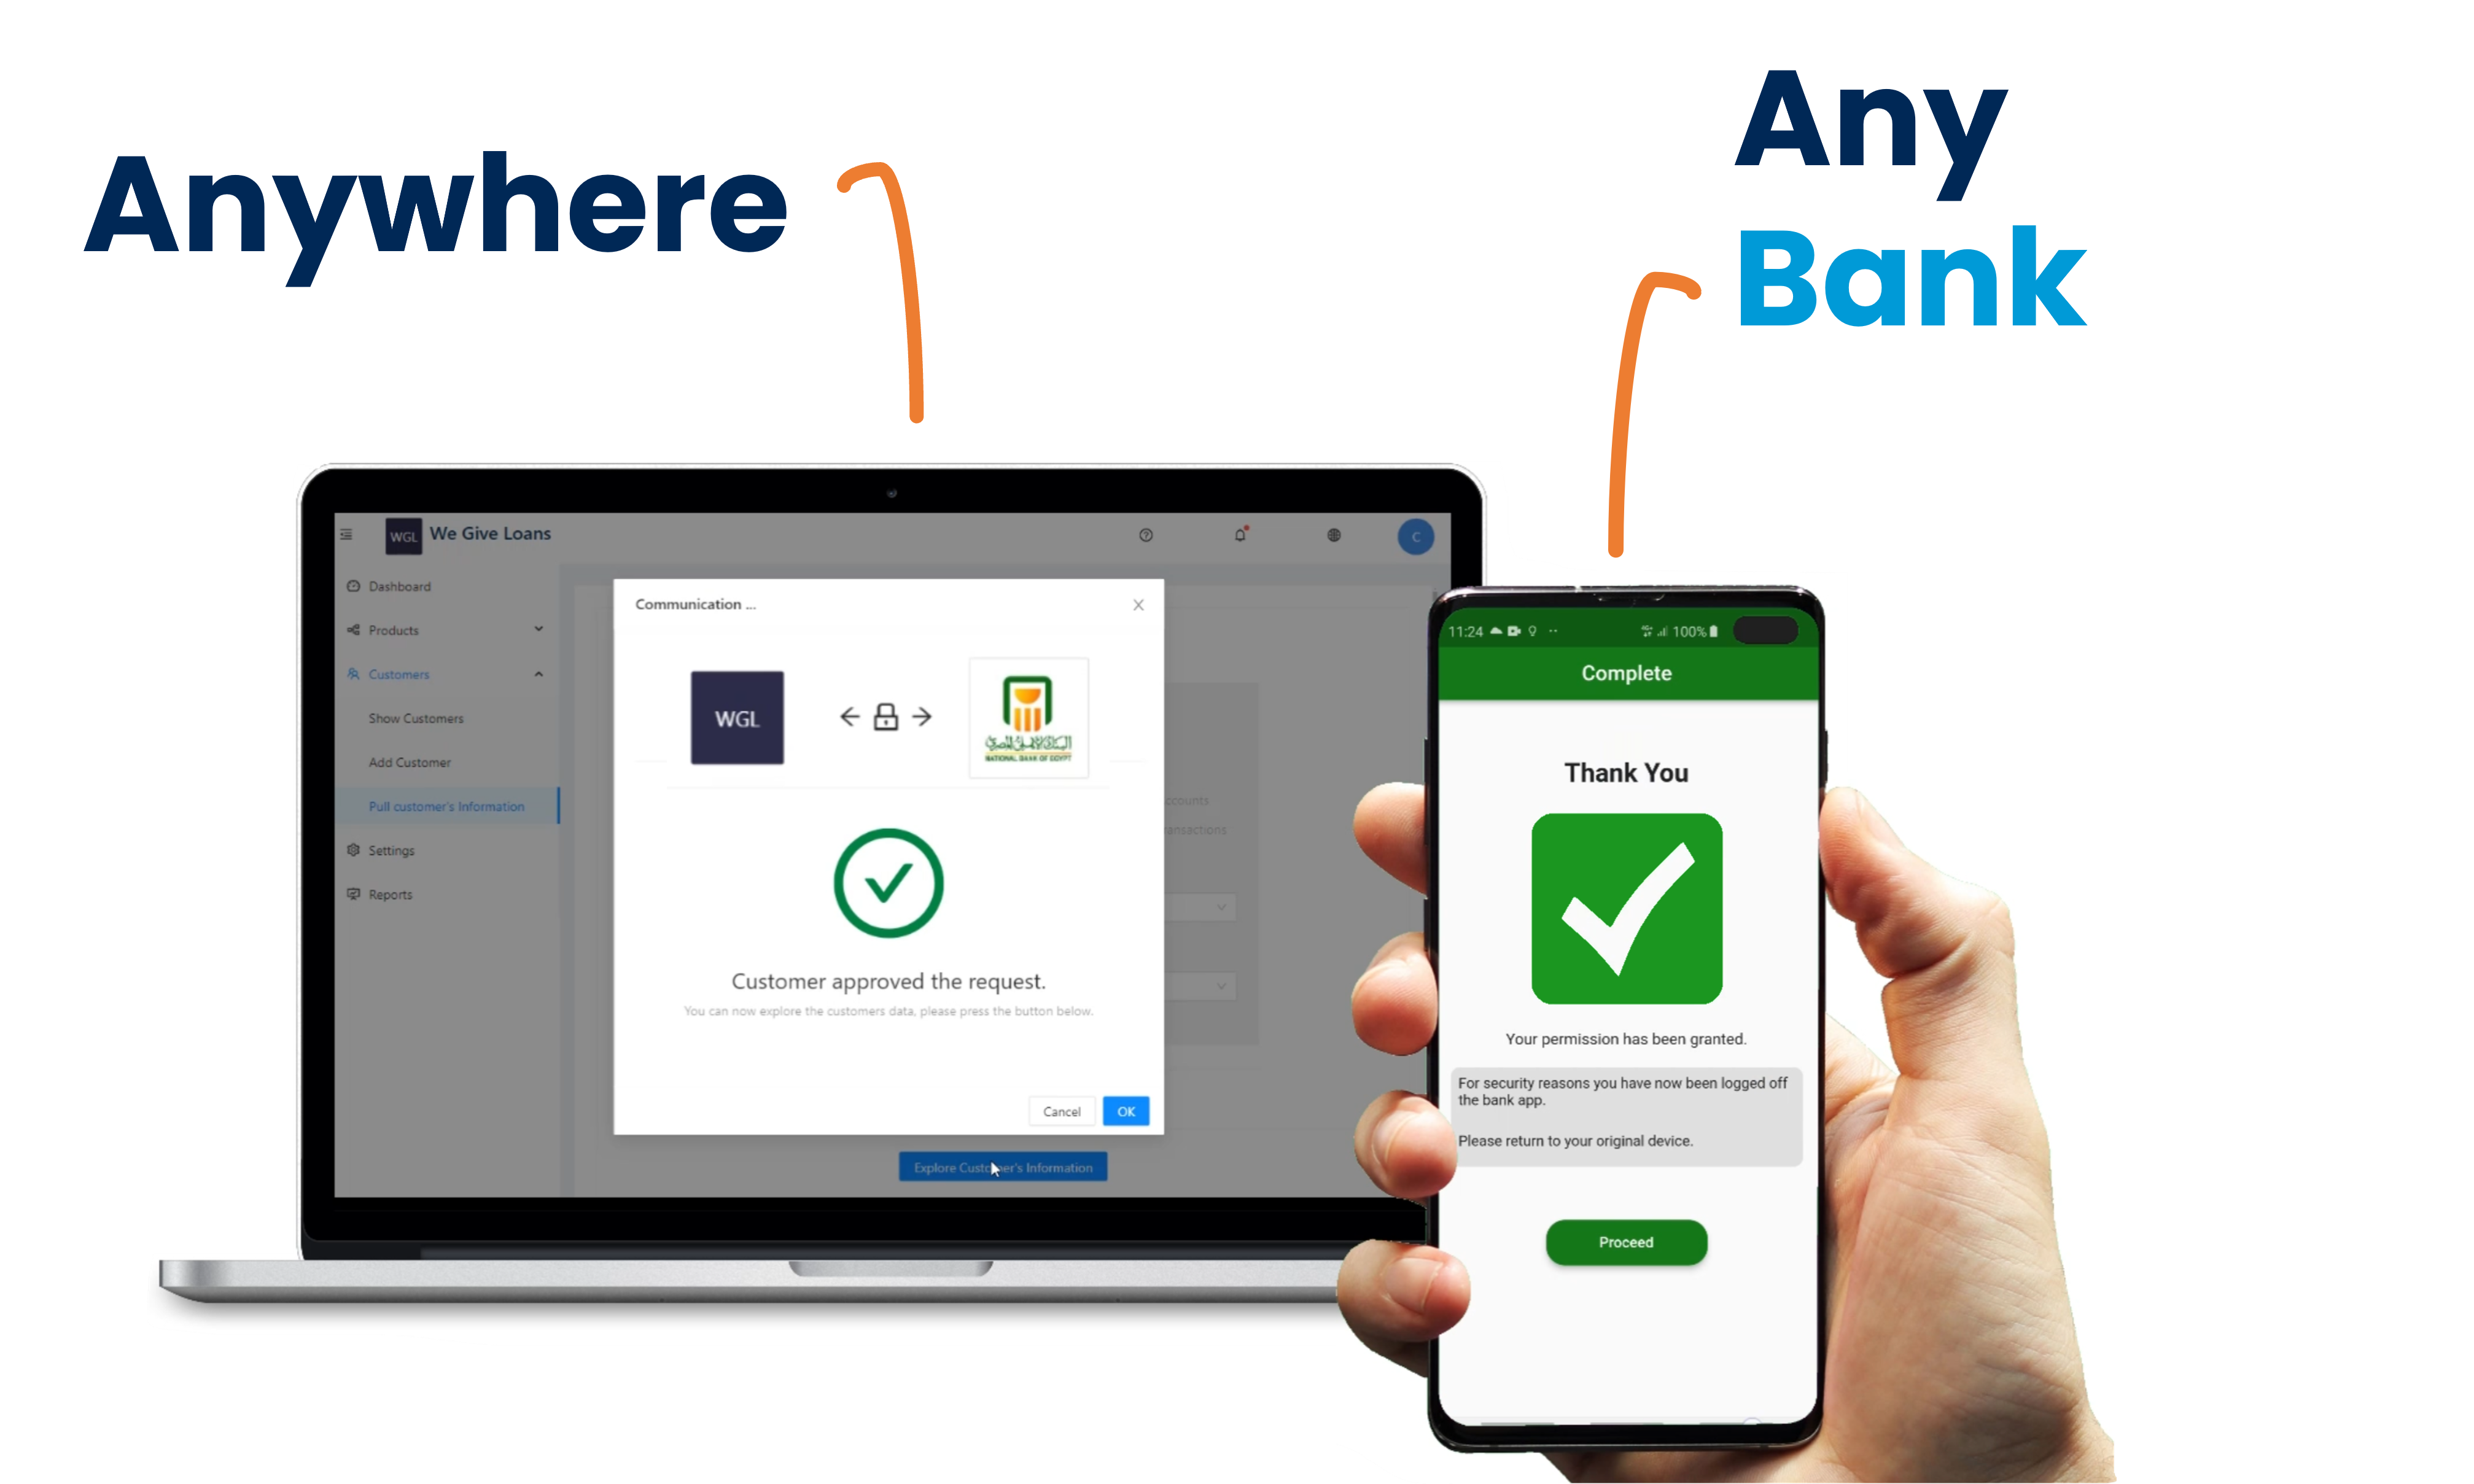 Anywhere
Any
Bank
WGL We Give Loans
C
Dashboard
Products
Customers
Show Customers
Add Customer
Pull customer's Information
Settings
Reports
Communication ...
WGL
البنك الأهلي المصري
NATIONAL BANK OF EGYPT
ccounts
ansactions
Customer approved the request.
You can now explore the customers data, please press the button below.
Cancel
OK
Explore Customer's Information
11:24
100%
Complete
Thank You
Your permission has been granted.
For security reasons you have now been logged off
the bank app.
Please return to your original device.
Proceed